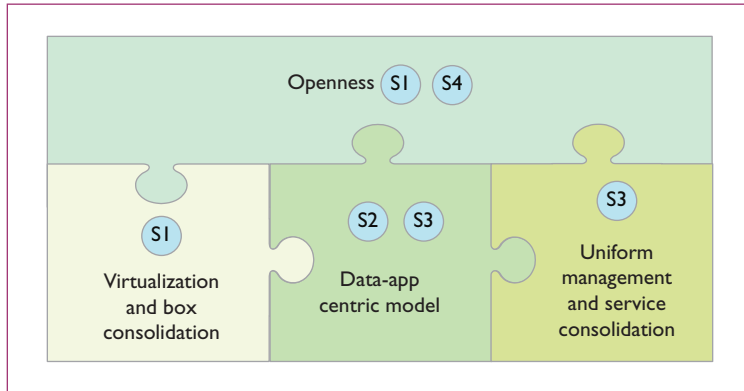 Openness S1 S4
S1
Virtualization
and box
consolidation
S2 S3
Data-app
centric model
S3
Uniform
management
and service
consolidation